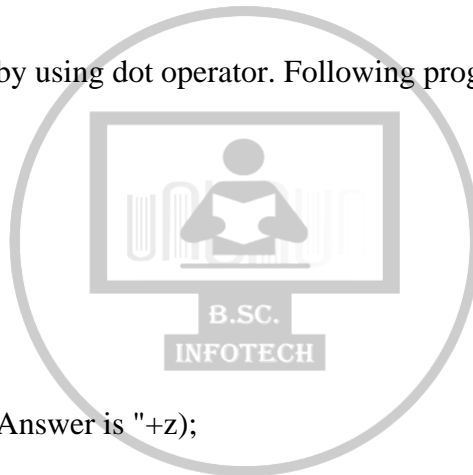 by using dot operator. Following prog
B.SC.
INFOTECH
Answer is "+z);